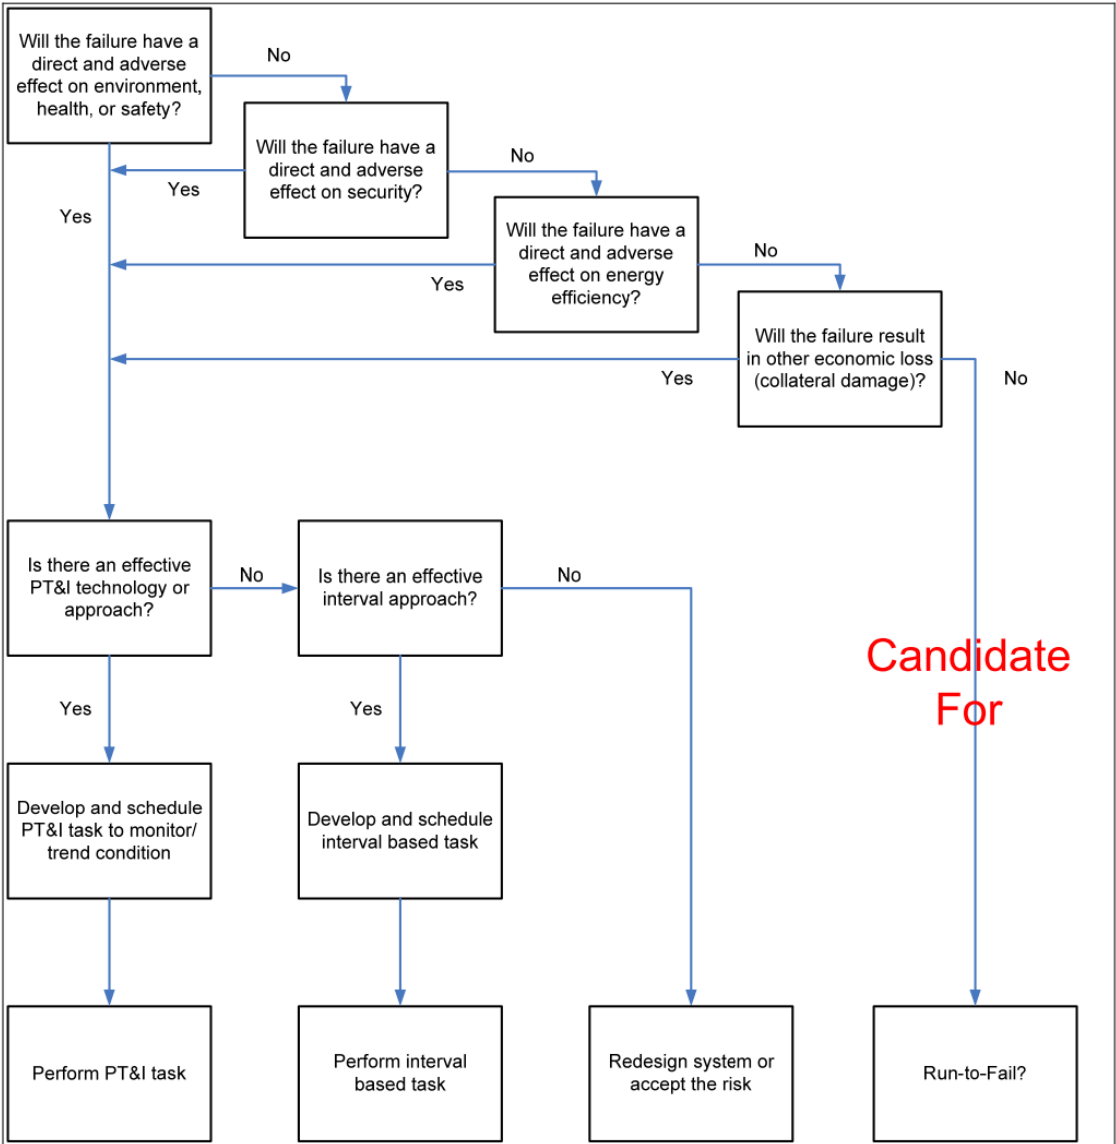 Will the failure have a
direct and adverse
effect on environment,
health, or safety?
No
Will the failure have a
direct and adverse
effect on security?
Yes
No
Yes
Will the failure have a
direct and adverse
effect on energy
efficiency?
Yes
No
Will the failure result
in other economic loss
(collateral damage)?
Yes
No
Is there an effective
PT&I technology or
approach?
No
Is there an effective
interval approach?
No
Candidate
For
Yes
Yes
Develop and schedule
PT&I task to monitor/
trend condition
Develop and schedule
interval based task
Perform PT&I task
Perform interval
based task
Redesign system or
accept the risk
Run-to-Fail?